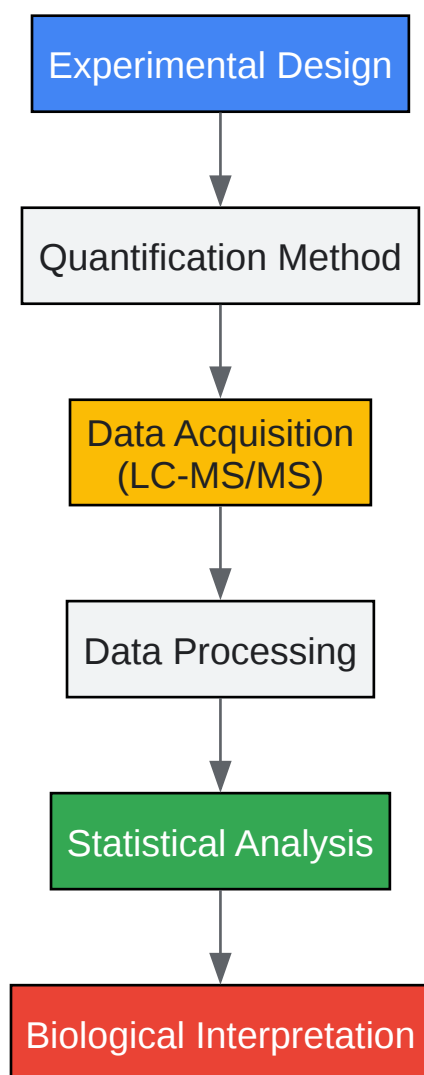 Experimental Design
Quantification Method
Data Acquisition
(LC-MS/MS)
Data Processing
Statistical Analysis
Biological Interpretation